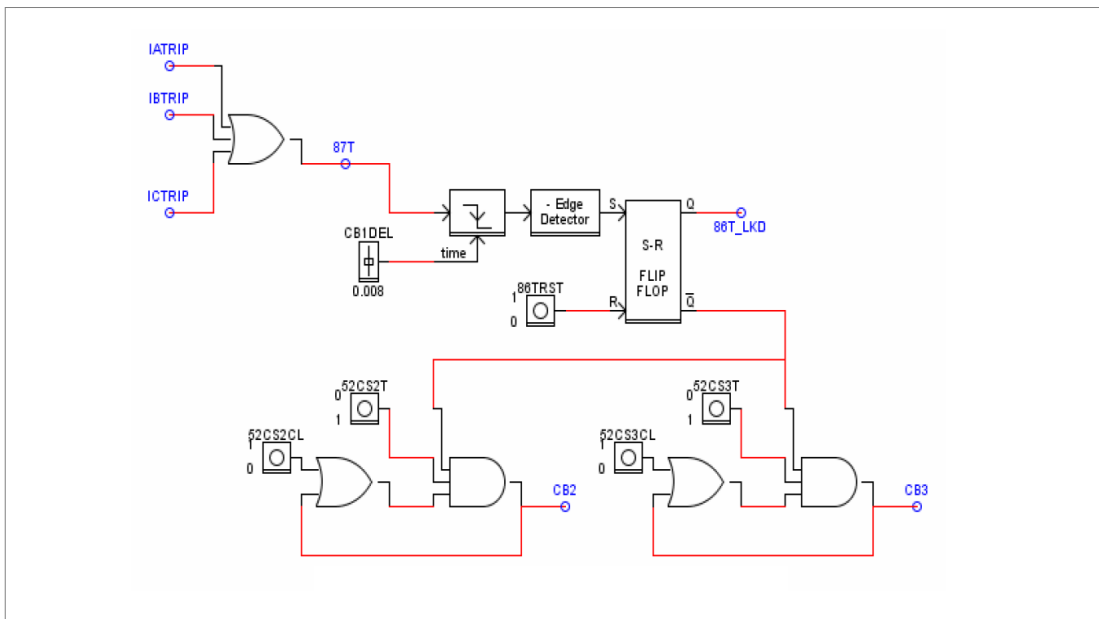 IATRIP
IBTRIP
87T
ICTRIP
- Edge
Detector
S
Q
86T_LKD
CB1DEL
time
S-R
FLIP
FLOP
0.008
86TRST
1
0
R
Q
52CS2T
0
1
52CS3T
0
1
52CS2CL
1
0
52CS3CL
1
0
CB2
CB3